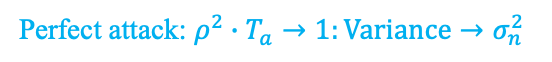 Perfect attack: ρ² · Tₐ → 1: Variance → σₙ²